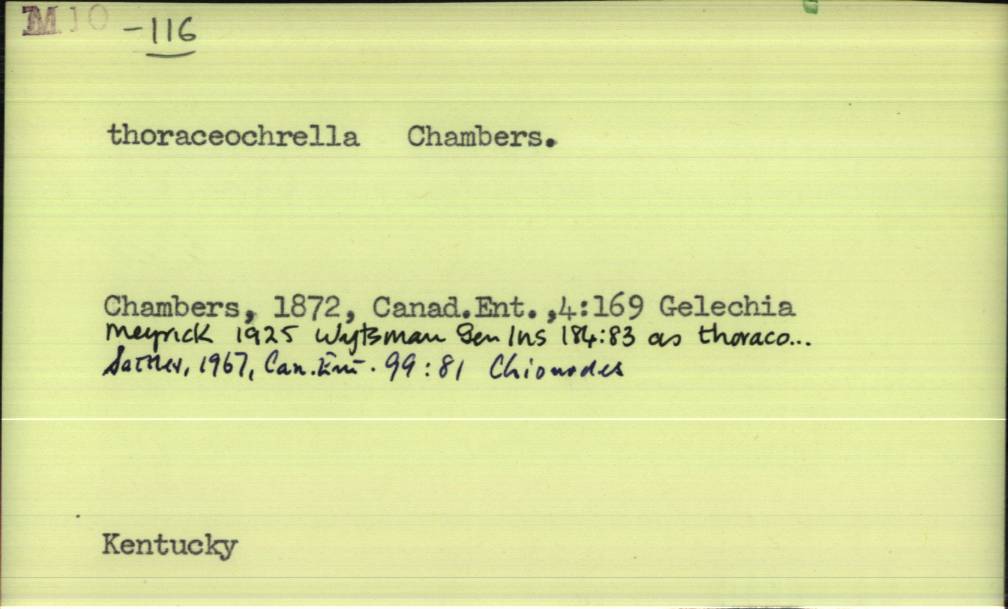 M10 -116
thoraceochrella Chambers.
Chambers, 1872, Canad.Ent.,4:169 Gelechia
Meyrick 1925 Wytsman Gen Ins 184:83 as thoraco...
Sattler, 1967, Can. Ent. 99:81 Chionodes
Kentucky